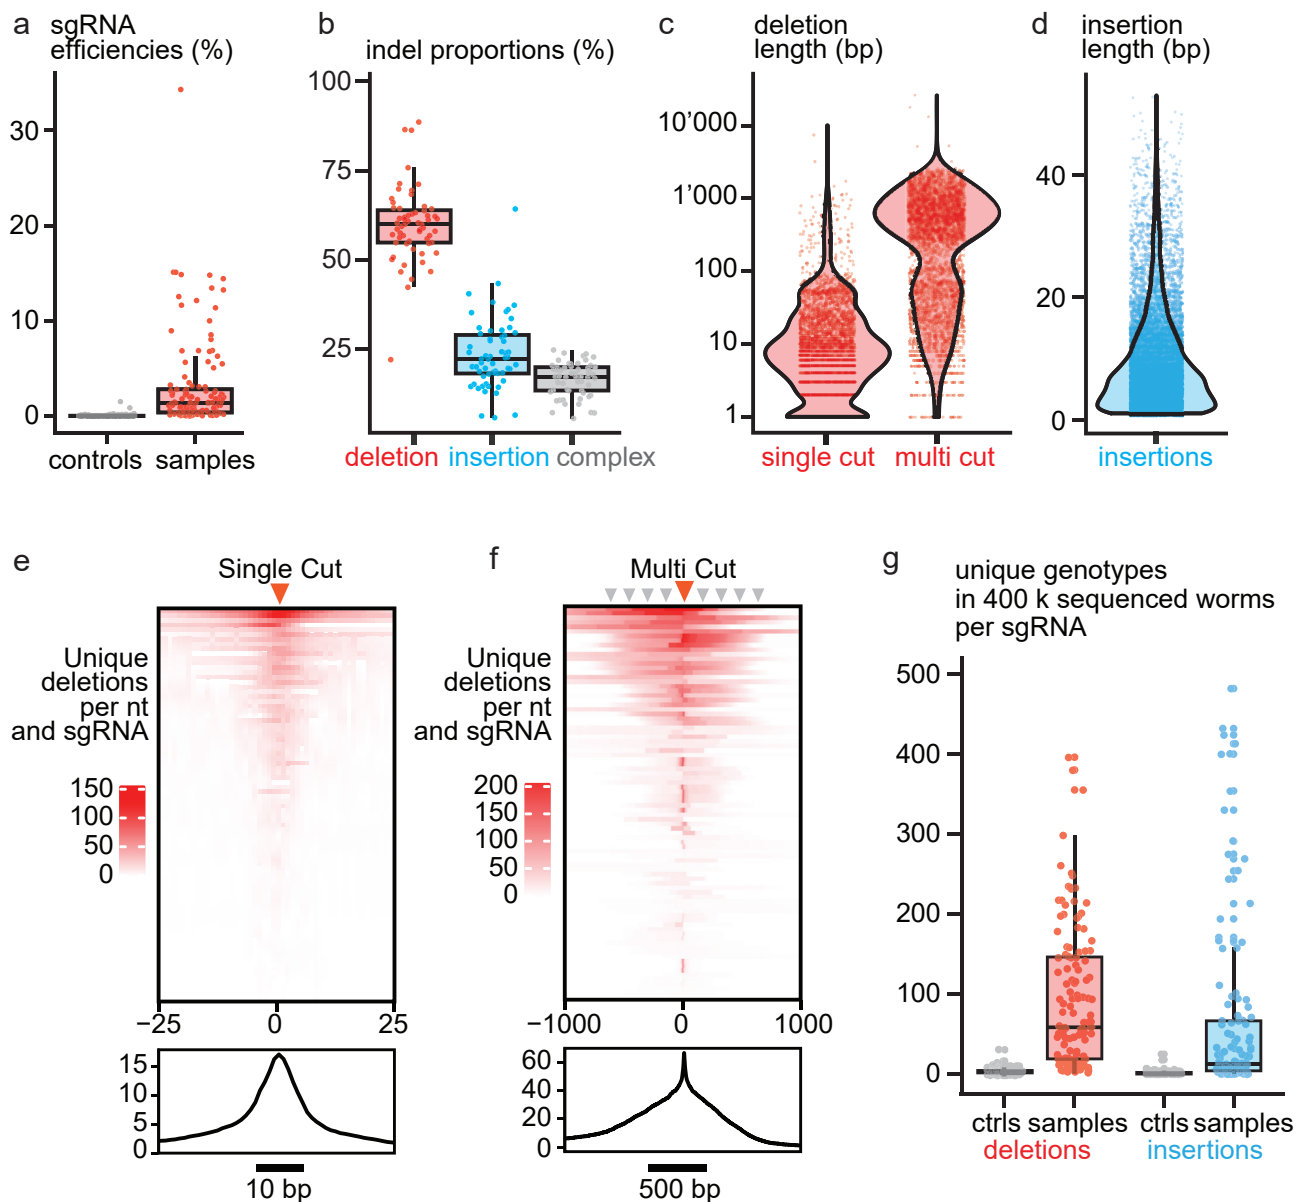 a
sgRNA
efficiencies (%)
30
20
10
0
controls
samples
b
indel proportions (%)
100
75
50
25
deletion
insertion
complex
c
deletion
length (bp)
10'000
1'000
100
10
1
single cut
multi cut
d
insertion
length (bp)
40
20
0
insertions
e
Single Cut
Unique
deletions
per nt
and sgRNA
150
100
50
0
−25
0
25
15
10
5
0
10 bp
f
Multi Cut
Unique
deletions
per nt
and sgRNA
200
150
100
50
0
−1000
0
1000
60
40
20
0
500 bp
g
unique genotypes
in 400 k sequenced worms
per sgRNA
500
400
300
200
100
0
ctrls samples
ctrls samples
deletions
insertions